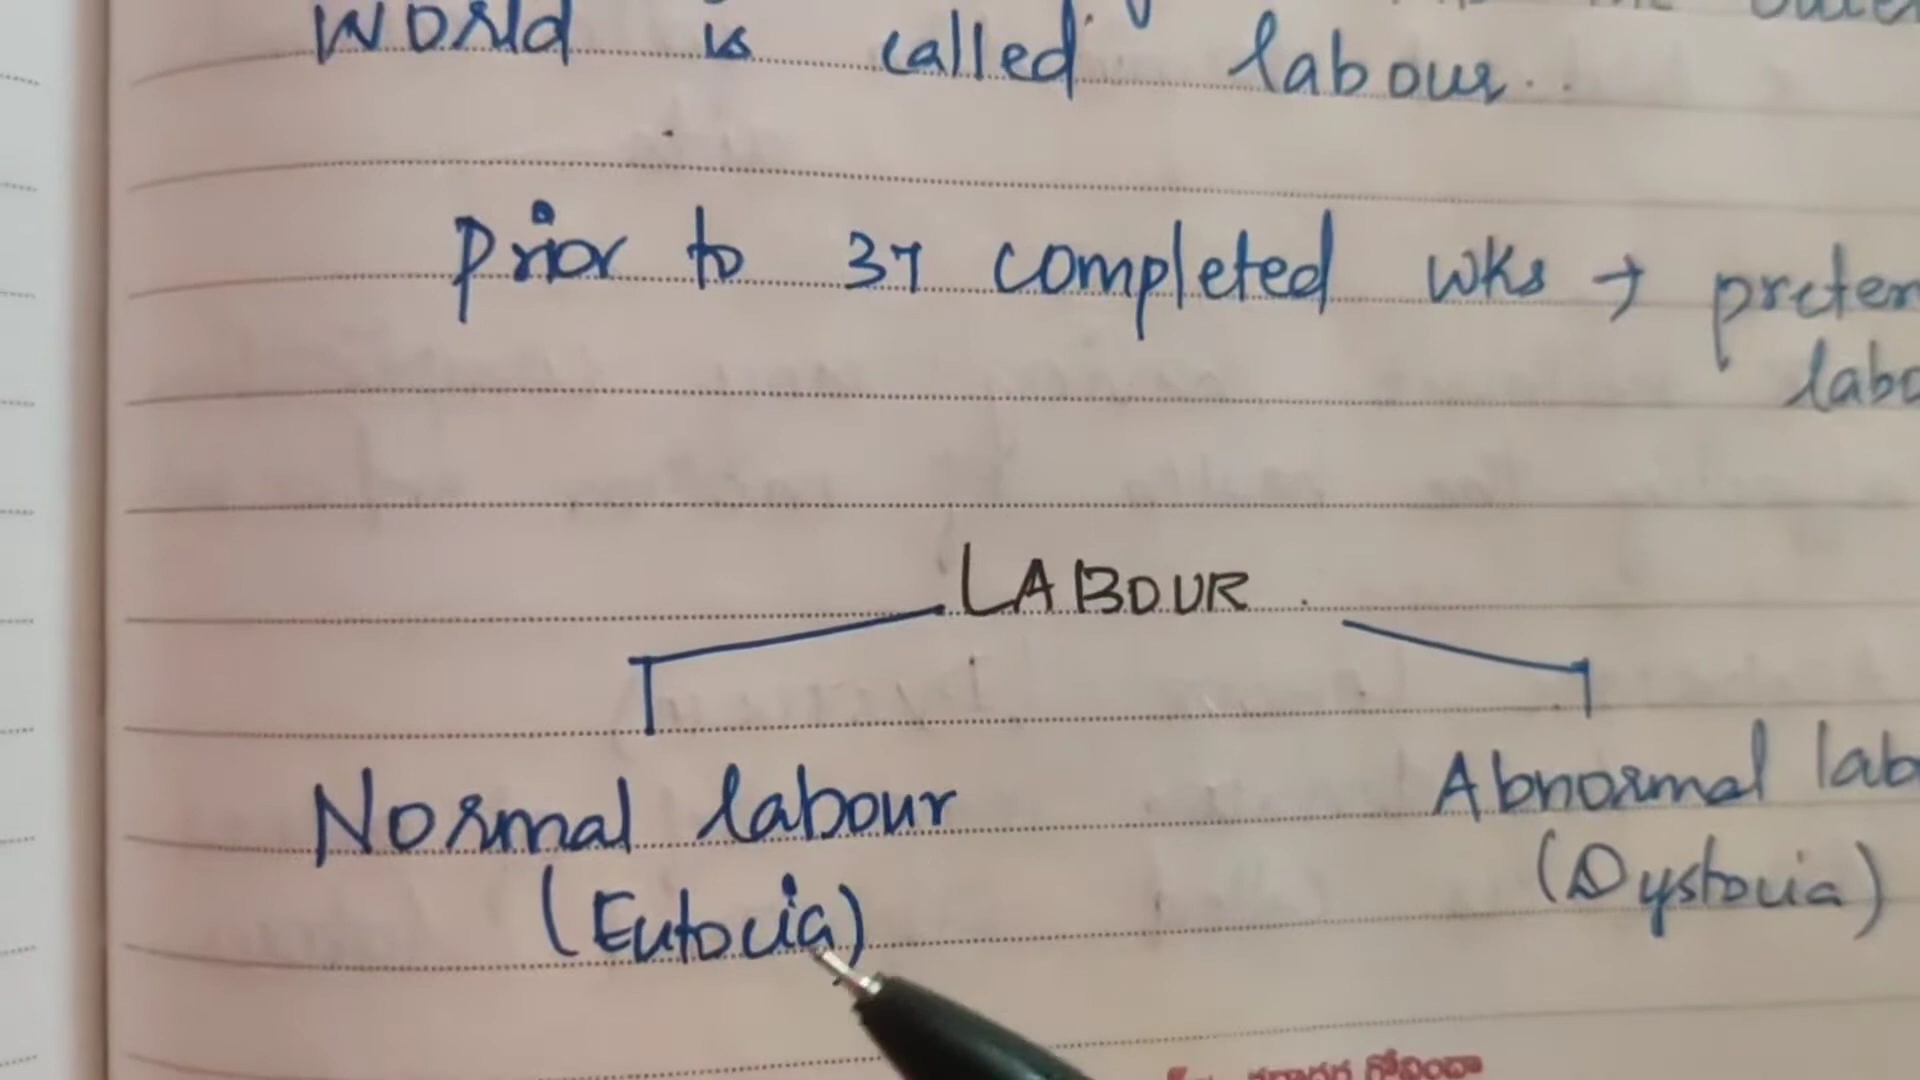 world is called labour..
Prior to 37 completed wks → preter
labo
LABOUR
Normal labour
Abnormal lab
(Eutocia)
(Dystocia)
గోవిందా